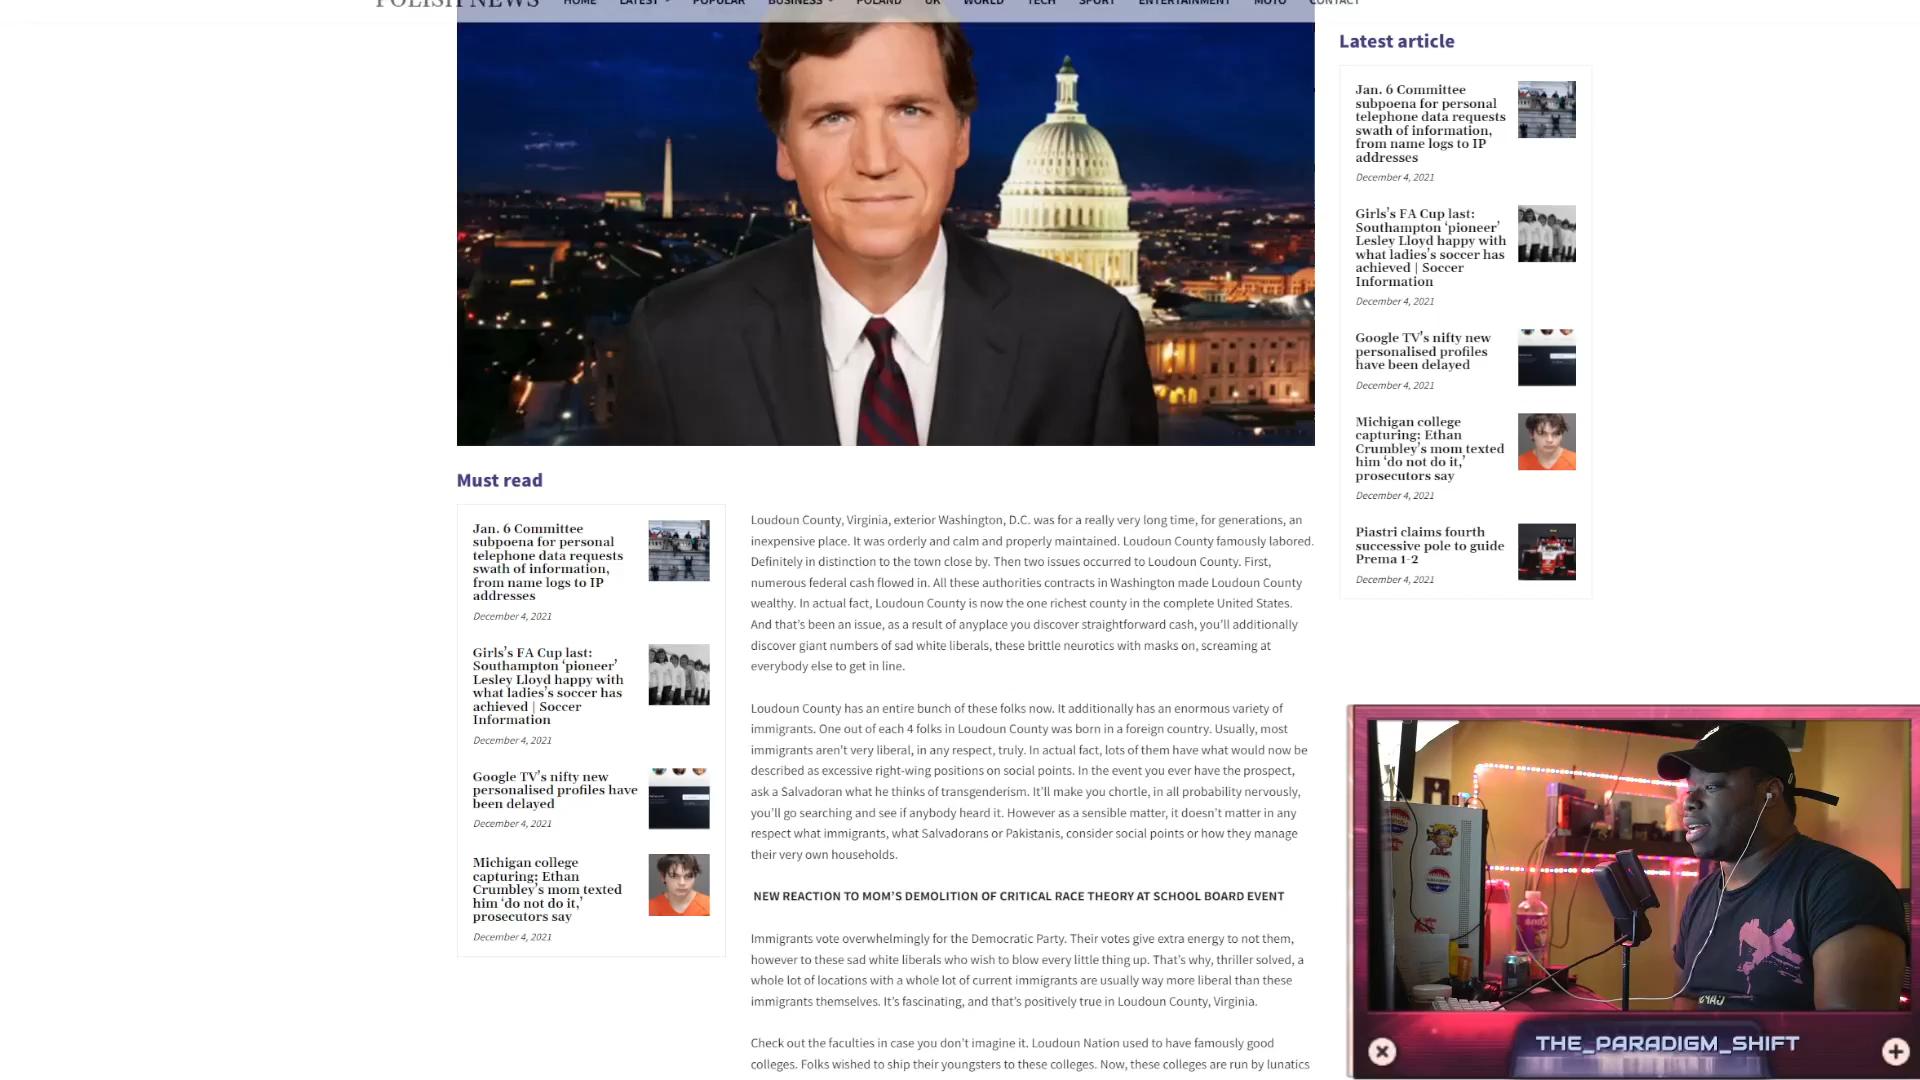 POLISH NEWS HOME LATEST POPULAR BUSINESS POLAND UK WORLD TECH SPORT ENTERTAINMENT MOTO CONTACT
Latest article
Jan. 6 Committee
subpoena for personal
telephone data requests
swath of information,
from name logs to IP
addresses
December 4, 2021
Girls's FA Cup last:
Southampton ‘pioneer’
Lesley Lloyd happy with
what ladies's soccer has
achieved | Soccer
Information
December 4, 2021
Google TV's nifty new
personalised profiles
have been delayed
December 4, 2021
Michigan college
capturing: Ethan
Crumbley's mom texted
him ‘do not do it,’
prosecutors say
December 4, 2021
Piastri claims fourth
successive pole to guide
Prema 1-2
December 4, 2021
Must read
Jan. 6 Committee
subpoena for personal
telephone data requests
swath of information,
from name logs to IP
addresses
December 4, 2021
Girls's FA Cup last:
Southampton ‘pioneer’
Lesley Lloyd happy with
what ladies's soccer has
achieved | Soccer
Information
December 4, 2021
Google TV's nifty new
personalised profiles have
been delayed
December 4, 2021
Michigan college
capturing: Ethan
Crumbley's mom texted
him ‘do not do it,’
prosecutors say
December 4, 2021
Loudoun County, Virginia, exterior Washington, D.C. was for a really very long time, for generations, an
inexpensive place. It was orderly and calm and properly maintained. Loudoun County famously labored.
Definitely in distinction to the town close by. Then two issues occurred to Loudoun County. First,
numerous federal cash flowed in. All these authorities contracts in Washington made Loudoun County
wealthy. In actual fact, Loudoun County is now the one richest county in the complete United States.
And that's been an issue, as a result of anyplace you discover straightforward cash, you'll additionally
discover giant numbers of sad white liberals, these brittle neurotics with masks on, screaming at
everybody else to get in line.
Loudoun County has an entire bunch of these folks now. It additionally has an enormous variety of
immigrants. One out of each 4 folks in Loudoun County was born in a foreign country. Usually, most
immigrants aren't very liberal, in any respect, truly. In actual fact, lots of them have what would now be
described as excessive right-wing positions on social points. In the event you ever have the prospect,
ask a Salvadoran what he thinks of transgenderism. It'll make you chortle, in all probability nervously,
you'll go searching and see if anybody heard it. However as a sensible matter, it doesn't matter in any
respect what immigrants, what Salvadorans or Pakistanis, consider social points or how they manage
their very own households.
NEW REACTION TO MOM'S DEMOLITION OF CRITICAL RACE THEORY AT SCHOOL BOARD EVENT
Immigrants vote overwhelmingly for the Democratic Party. Their votes give extra energy to not them,
however to these sad white liberals who wish to blow every little thing up. That's why, thriller solved, a
whole lot of locations with a whole lot of current immigrants are usually way more liberal than these
immigrants themselves. It's fascinating, and that's positively true in Loudoun County, Virginia.
Check out the faculties in case you don't imagine it. Loudoun Nation used to have famously good
colleges. Folks wished to ship their youngsters to these colleges. Now, these colleges are run by lunatics
THE_PARADIGM_SHIFT